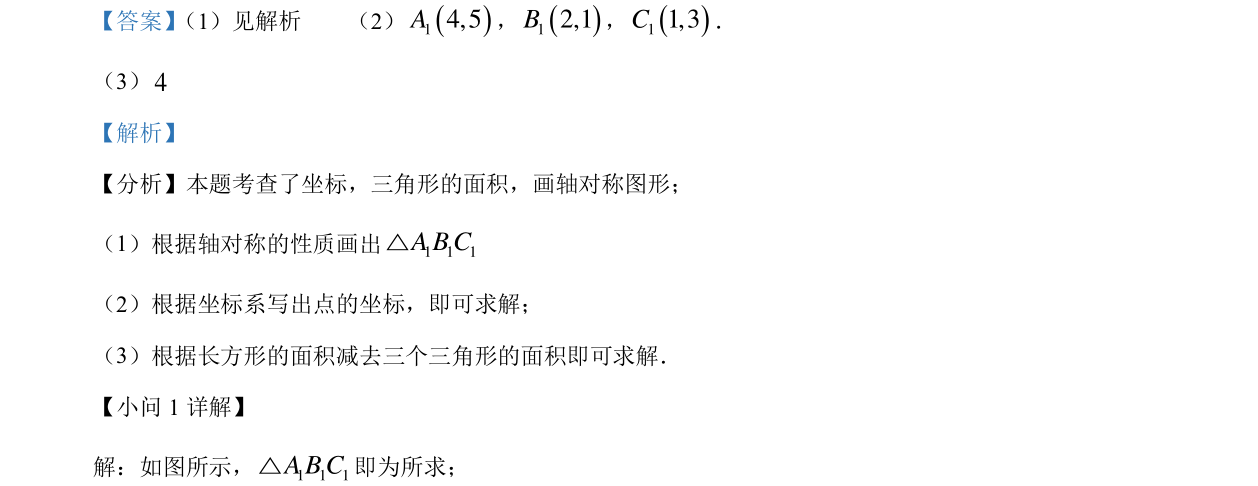 【答案】（1）见解析 （2）A₁(4,5)，B₁(2,1)，C₁(1,3)．
（3）4
【解析】
【分析】本题考查了坐标，三角形的面积，画轴对称图形；
（1）根据轴对称的性质画出△A₁B₁C₁
（2）根据坐标系写出点的坐标，即可求解；
（3）根据长方形的面积减去三个三角形的面积即可求解．
【小问 1 详解】
解：如图所示，△A₁B₁C₁即为所求；